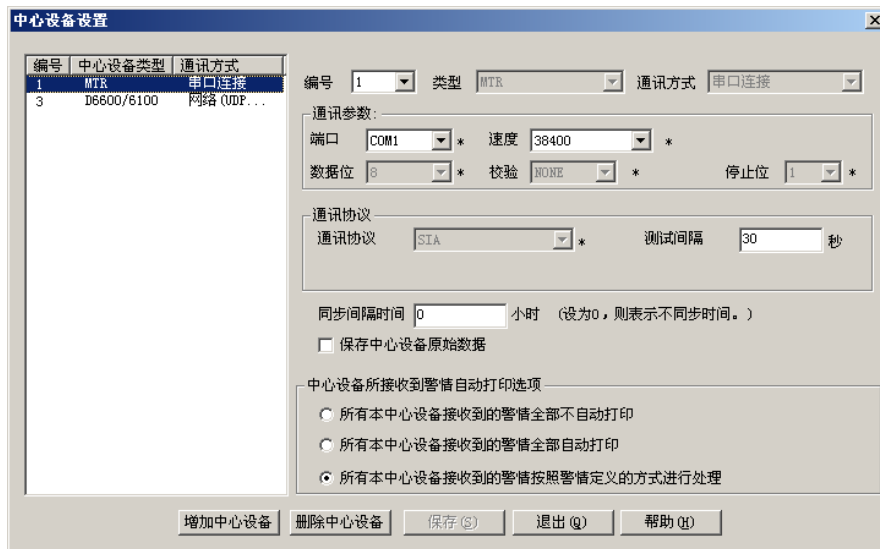 中心设备设置
编号 中心设备类型 通讯方式
1 MTR 串口连接
3 D6600/6100 网络(UDP...
编号 1 类型 MTR 通讯方式 串口连接
通讯参数:
端口 COM1 * 速度 38400 *
数据位 8 * 校验 NONE * 停止位 1 *
通讯协议
通讯协议 SIA * 测试间隔 30 秒
同步间隔时间 0 小时 (设为0,则表示不同步时间。)
保存中心设备原始数据
中心设备所接收到警情自动打印选项
所有本中心设备接收到的警情全部不自动打印
所有本中心设备接收到的警情全部自动打印
所有本中心设备接收到的警情按照警情定义的方式进行处理
增加中心设备 删除中心设备 保存(S) 退出(Q) 帮助(H)